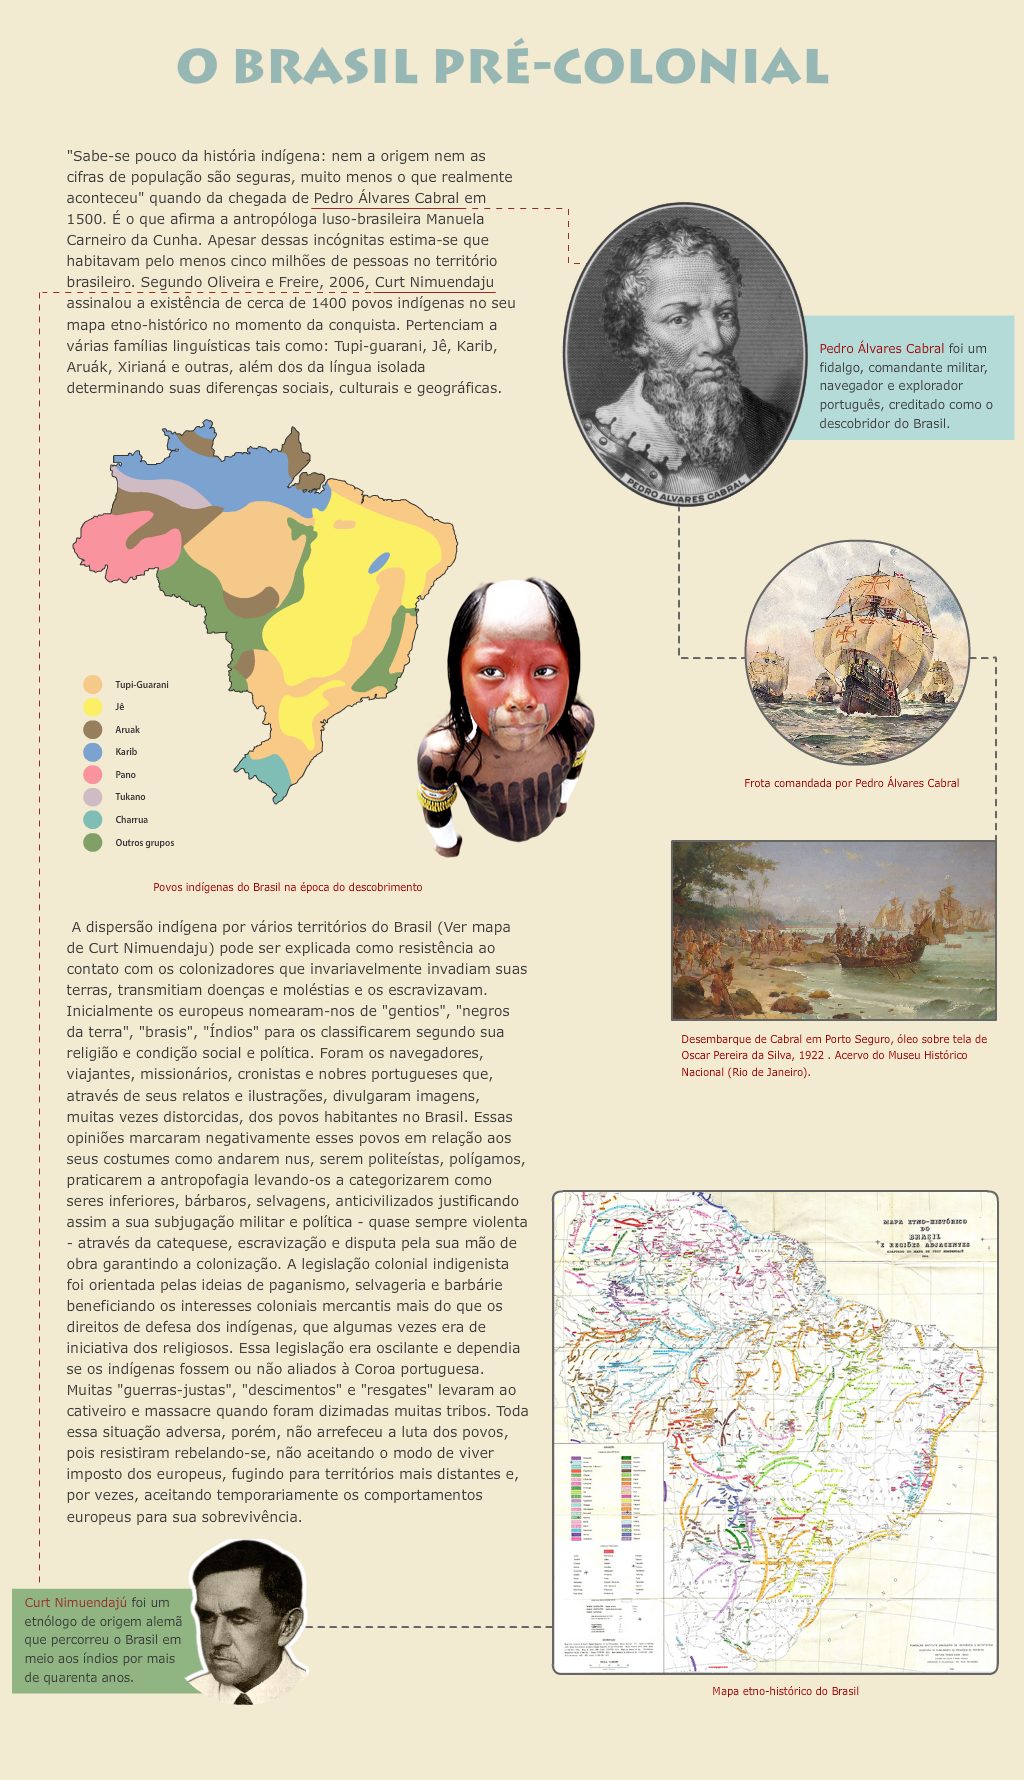 O BRASIL PRÉ-COLONIAL
"Sabe-se pouco da história indígena: nem a origem nem as
cifras de população são seguras, muito menos o que realmente
aconteceu" quando da chegada de Pedro Álvares Cabral em
1500. É o que afirma a antropóloga luso-brasileira Manuela
Carneiro da Cunha. Apesar dessas incógnitas estima-se que
habitavam pelo menos cinco milhões de pessoas no território
brasileiro. Segundo Oliveira e Freire, 2006, Curt Nimuendaju
assinalou a existência de cerca de 1400 povos indígenas no seu
mapa etno-histórico no momento da conquista. Pertenciam a
várias famílias linguísticas tais como: Tupi-guarani, Jê, Karib,
Aruák, Xirianá e outras, além dos da língua isolada
determinando suas diferenças sociais, culturais e geográficas.
PEDRO ALVARES CABRAL
Pedro Álvares Cabral foi um
fidalgo, comandante militar,
navegador e explorador
português, creditado como o
descobridor do Brasil.
Tupi-Guarani
Jê
Aruak
Karib
Pano
Tukano
Charrua
Outros grupos
Povos indígenas do Brasil na época do descobrimento
Frota comandada por Pedro Álvares Cabral
Desembarque de Cabral em Porto Seguro, óleo sobre tela de
Oscar Pereira da Silva, 1922 . Acervo do Museu Histórico
Nacional (Rio de Janeiro).
A dispersão indígena por vários territórios do Brasil (Ver mapa
de Curt Nimuendaju) pode ser explicada como resistência ao
contato com os colonizadores que invariavelmente invadiam suas
terras, transmitiam doenças e moléstias e os escravizavam.
Inicialmente os europeus nomearam-nos de "gentios", "negros
da terra", "brasis", "Índios" para os classificarem segundo sua
religião e condição social e política. Foram os navegadores,
viajantes, missionários, cronistas e nobres portugueses que,
através de seus relatos e ilustrações, divulgaram imagens,
muitas vezes distorcidas, dos povos habitantes no Brasil. Essas
opiniões marcaram negativamente esses povos em relação aos
seus costumes como andarem nus, serem politeístas, polígamos,
praticarem a antropofagia levando-os a categorizarem como
seres inferiores, bárbaros, selvagens, anticivilizados justificando
assim a sua subjugação militar e política - quase sempre violenta
- através da catequese, escravização e disputa pela sua mão de
obra garantindo a colonização. A legislação colonial indigenista
foi orientada pelas ideias de paganismo, selvageria e barbárie
beneficiando os interesses coloniais mercantis mais do que os
direitos de defesa dos indígenas, que algumas vezes era de
iniciativa dos religiosos. Essa legislação era oscilante e dependia
se os indígenas fossem ou não aliados à Coroa portuguesa.
Muitas "guerras-justas", "descimentos" e "resgates" levaram ao
cativeiro e massacre quando foram dizimadas muitas tribos. Toda
essa situação adversa, porém, não arrefeceu a luta dos povos,
pois resistiram rebelando-se, não aceitando o modo de viver
imposto dos europeus, fugindo para territórios mais distantes e,
por vezes, aceitando temporariamente os comportamentos
europeus para sua sobrevivência.
MAPA ETNO-HISTÓRICO
DO
BRASIL
E REGIÕES ADJACENTES
Curt Nimuendajú foi um
etnólogo de origem alemã
que percorreu o Brasil em
meio aos índios por mais
de quarenta anos.
Mapa etno-histórico do Brasil